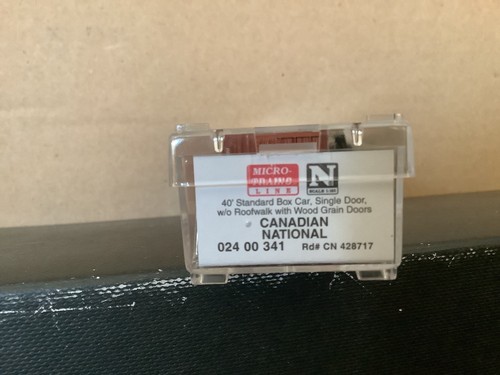 MICRO-
TRAINS
LINE
N
SCALE 1:160
40' Standard Box Car, Single Door,
w/o Roofwalk with Wood Grain Doors
CANADIAN
NATIONAL
024 00 341 Rd# CN 428717